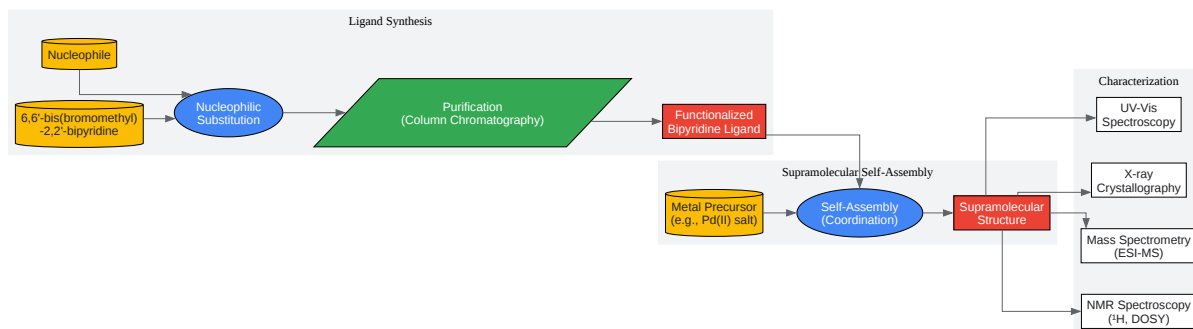 Ligand Synthesis
Nucleophile
6,6'-bis(bromomethyl)
-2,2'-bipyridine
Nucleophilic
Substitution
Purification
(Column Chromatography)
Functionalized
Bipyridine Ligand
Supramolecular Self-Assembly
Metal Precursor
(e.g., Pd(II) salt)
Self-Assembly
(Coordination)
Supramolecular
Structure
Characterization
UV-Vis
Spectroscopy
X-ray
Crystallography
Mass Spectrometry
(ESI-MS)
NMR Spectroscopy
(¹H, DOSY)